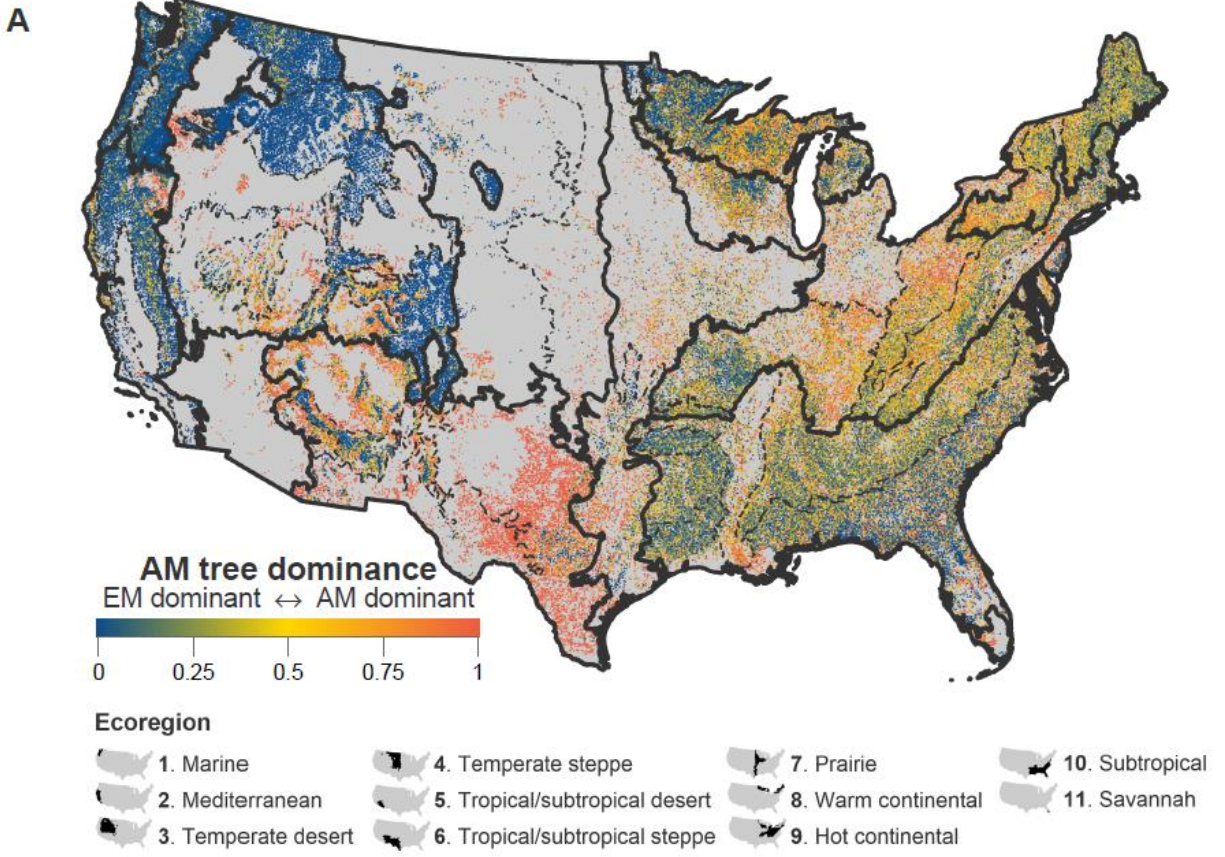 A
AM tree dominance
EM dominant ↔ AM dominant
0 0.25 0.5 0.75 1
Ecoregion
1. Marine 4. Temperate steppe 7. Prairie 10. Subtropical
2. Mediterranean 5. Tropical/subtropical desert 8. Warm continental 11. Savannah
3. Temperate desert 6. Tropical/subtropical steppe 9. Hot continental